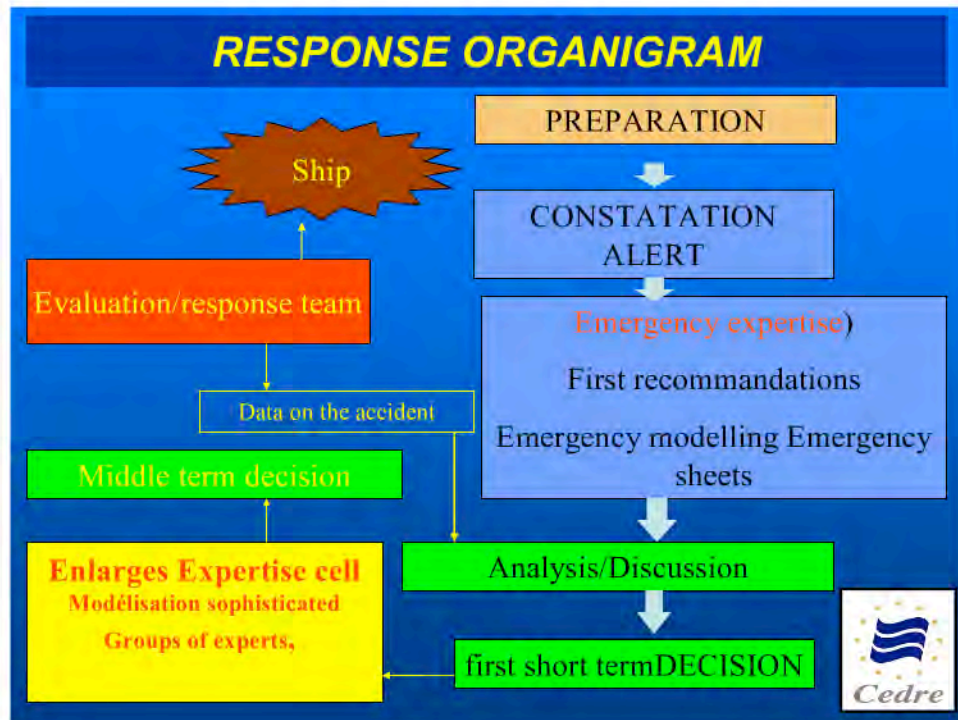 RESPONSE ORGANIGRAM
PREPARATION
Ship
CONSTATATION
ALERT
Evaluation/response team
Emergency expertise)
First recommandations
Emergency modelling Emergency
sheets
Data on the accident
Middle term decision
Analysis/Discussion
Enlarges Expertise cell
Modélisation sophisticated
Groups of experts,
first short termDECISION
Cedre